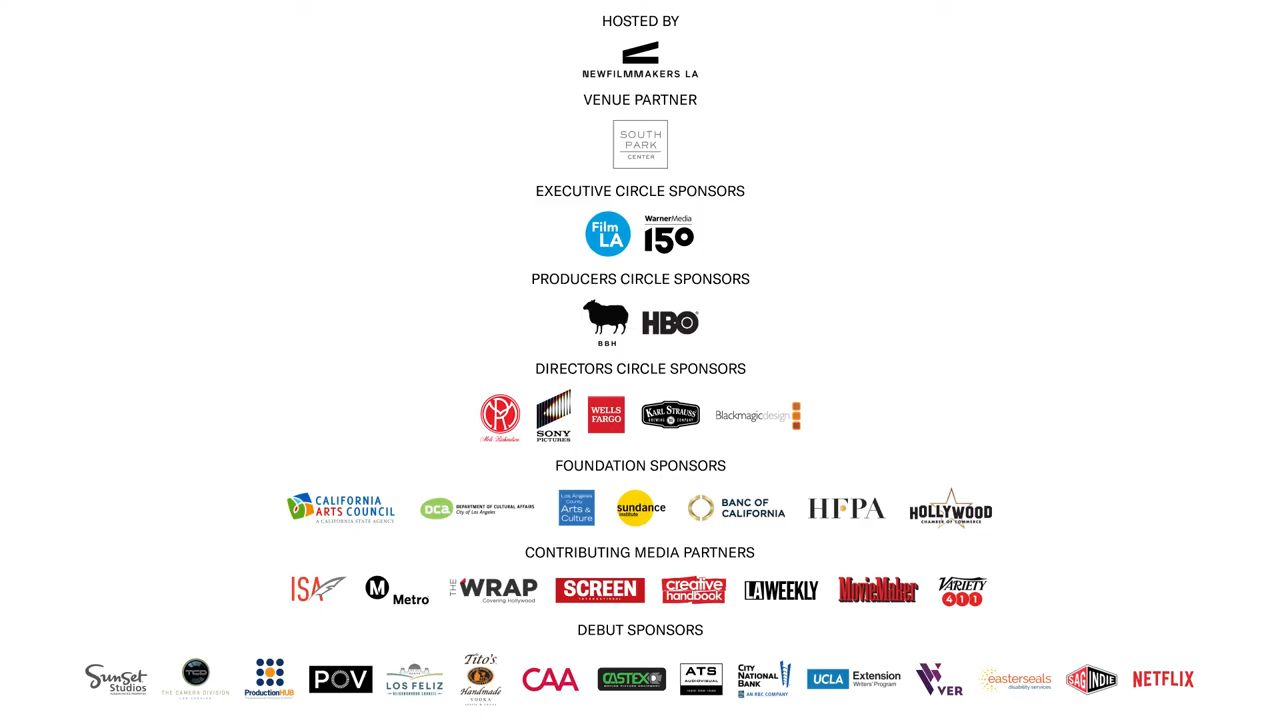 HOSTED BY
NEWFILMMAKERS LA
VENUE PARTNER
SOUTH
PARK
CENTER
EXECUTIVE CIRCLE SPONSORS
Film
LA
WarnerMedia
150
PRODUCERS CIRCLE SPONSORS
BBH
HBO
DIRECTORS CIRCLE SPONSORS
Meli Richardson
SONY
PICTURES
WELLS
FARGO
KARL STRAUSS
BREWING COMPANY
Blackmagicdesign
FOUNDATION SPONSORS
CALIFORNIA
ARTS COUNCIL
A CALIFORNIA STATE AGENCY
DCA
DEPARTMENT OF CULTURAL AFFAIRS
City of Los Angeles
Los Angeles
County
Arts &
Culture
sundance
institute
BANC OF
CALIFORNIA
HFPA
HOLLYWOOD
CHAMBER OF COMMERCE
CONTRIBUTING MEDIA PARTNERS
ISA
M
Metro
THE
WRAP
Covering Hollywood
SCREEN
INTERNATIONAL
creative
handbook
LA WEEKLY
MovieMaker
VARIETY
411
DEBUT SPONSORS
SunSet
Studios
TCD
THE CAMERA DIVISION
ProductionHUB
POV
LOS FELIZ
NEIGHBORHOOD COUNCIL
Tito's
Handmade
VODKA
CAA
CASTEX
ATS
AUDIOVISUAL
CITY
NATIONAL
BANK
AN RBC COMPANY
UCLA
Extension
Writers' Program
VER
easterseals
disability services
SAGINDIE
NETFLIX